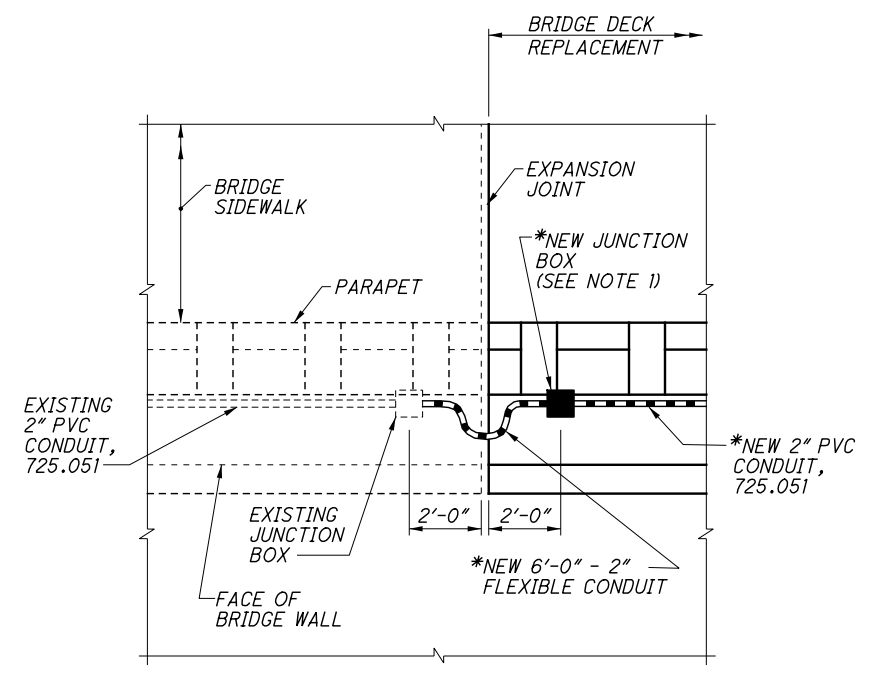 BRIDGE DECK
REPLACEMENT
EXPANSION
JOINT
BRIDGE
SIDEWALK
*NEW JUNCTION
BOX
(SEE NOTE 1)
PARAPET
EXISTING
2" PVC
CONDUIT,
725.051
*NEW 2" PVC
CONDUIT,
725.051
EXISTING
JUNCTION
BOX
2'-0"
2'-0"
*NEW 6'-0" - 2"
FLEXIBLE CONDUIT
FACE OF
BRIDGE WALL